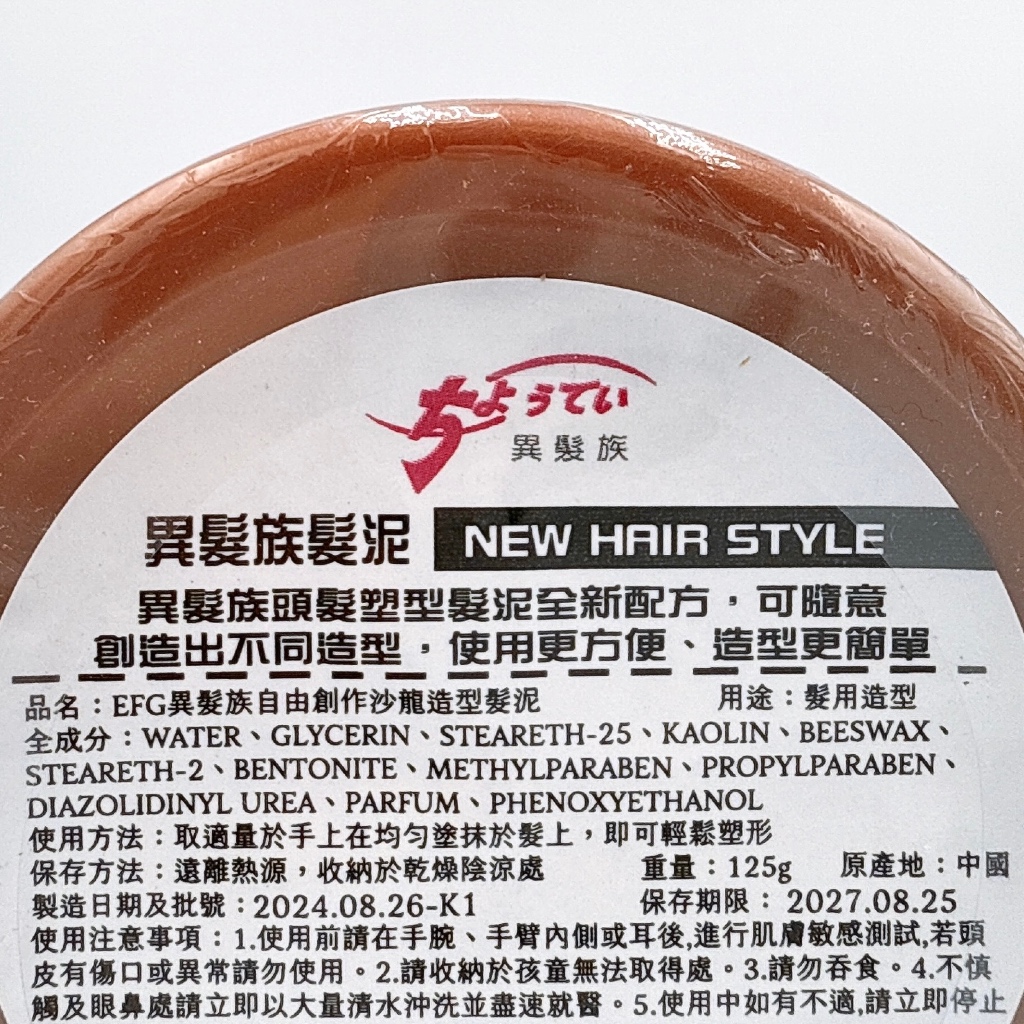 ちようてい
異髮族
異髮族髮泥 NEW HAIR STYLE
異髮族頭髮塑型髮泥全新配方，可隨意
創造出不同造型，使用更方便、造型更簡單
品名：EFG異髮族自由創作沙龍造型髮泥 用途：髮用造型
全成分：WATER、GLYCERIN、STEARETH-25、KAOLIN、BEESWAX、
STEARETH-2、BENTONITE、METHYLPARABEN、PROPYLPARABEN、
DIAZOLIDINYL UREA、PARFUM、PHENOXYETHANOL
使用方法：取適量於手上在均勻塗抹於髮上，即可輕鬆塑形
保存方法：遠離熱源，收納於乾燥陰涼處 重量：125g 原產地：中國
製造日期及批號：2024.08.26-K1 保存期限：2027.08.25
使用注意事項：1.使用前請在手腕、手臂內側或耳後,進行肌膚敏感測試,若頭
皮有傷口或異常請勿使用。2.請收納於孩童無法取得處。3.請勿吞食。4.不慎
觸及眼鼻處請立即以大量清水沖洗並盡速就醫。5.使用中如有不適,請立即停止